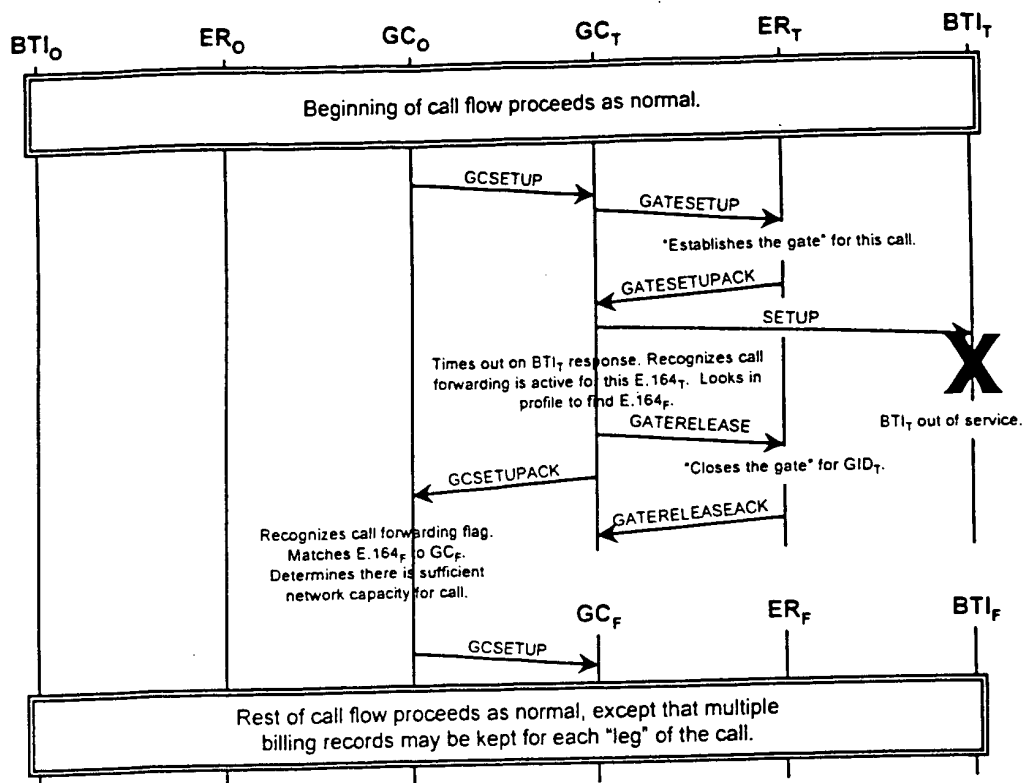 BTI_O ER_O GC_O GC_T ER_T BTI_T
Beginning of call flow proceeds as normal.
GCSETUP
GATESETUP
"Establishes the gate" for this call.
GATESETUPACK
SETUP
Times out on BTI_T response. Recognizes call
forwarding is active for this E.164_T. Looks in
profile to find E.164_F.
X
BTI_T out of service.
GATERELEASE
"Closes the gate" for GID_T.
GCSETUPACK
GATERELEASEACK
Recognizes call forwarding flag.
Matches E.164_F to GC_F.
Determines there is sufficient
network capacity for call.
GC_F ER_F BTI_F
GCSETUP
Rest of call flow proceeds as normal, except that multiple
billing records may be kept for each "leg" of the call.